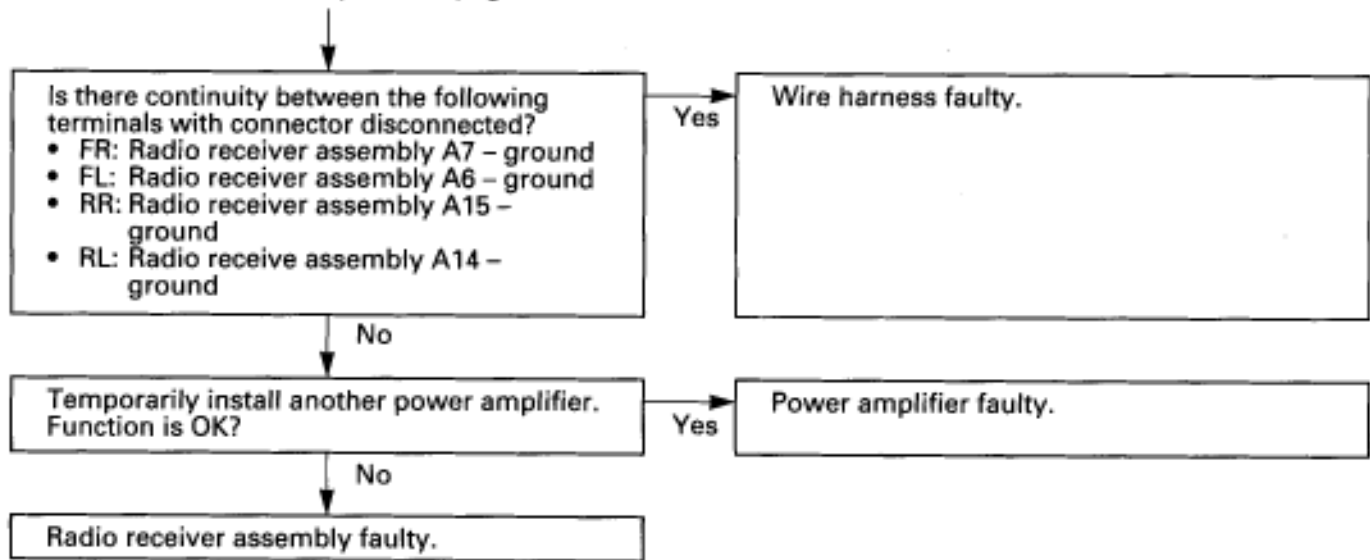 Is there continuity between the following
terminals with connector disconnected?
• FR: Radio receiver assembly A7 – ground
• FL: Radio receiver assembly A6 – ground
• RR: Radio receiver assembly A15 –
ground
• RL: Radio receive assembly A14 –
ground
Yes
Wire harness faulty.
No
Temporarily install another power amplifier.
Function is OK?
Yes
Power amplifier faulty.
No
Radio receiver assembly faulty.